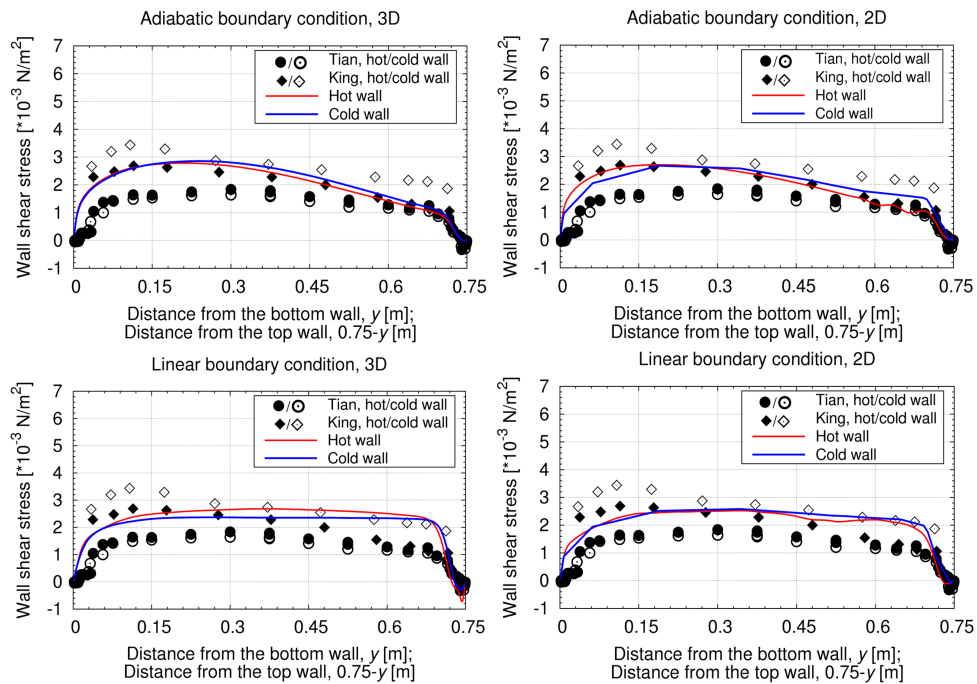 Adiabatic boundary condition, 3D
Wall shear stress [*10⁻³ N/m²]
7
6
5
4
3
2
1
0
-1
Tian, hot/cold wall
King, hot/cold wall
Hot wall
Cold wall
0 0.15 0.3 0.45 0.6 0.75
Distance from the bottom wall, y [m];
Distance from the top wall, 0.75-y [m]
Adiabatic boundary condition, 2D
Wall shear stress [*10⁻³ N/m²]
7
6
5
4
3
2
1
0
-1
Tian, hot/cold wall
King, hot/cold wall
Hot wall
Cold wall
0 0.15 0.3 0.45 0.6 0.75
Distance from the bottom wall, y [m];
Distance from the top wall, 0.75-y [m]
Linear boundary condition, 3D
Wall shear stress [*10⁻³ N/m²]
7
6
5
4
3
2
1
0
-1
Tian, hot/cold wall
King, hot/cold wall
Hot wall
Cold wall
0 0.15 0.3 0.45 0.6 0.75
Distance from the bottom wall, y [m];
Distance from the top wall, 0.75-y [m]
Linear boundary condition, 2D
Wall shear stress [*10⁻³ N/m²]
7
6
5
4
3
2
1
0
-1
Tian, hot/cold wall
King, hot/cold wall
Hot wall
Cold wall
0 0.15 0.3 0.45 0.6 0.75
Distance from the bottom wall, y [m];
Distance from the top wall, 0.75-y [m]